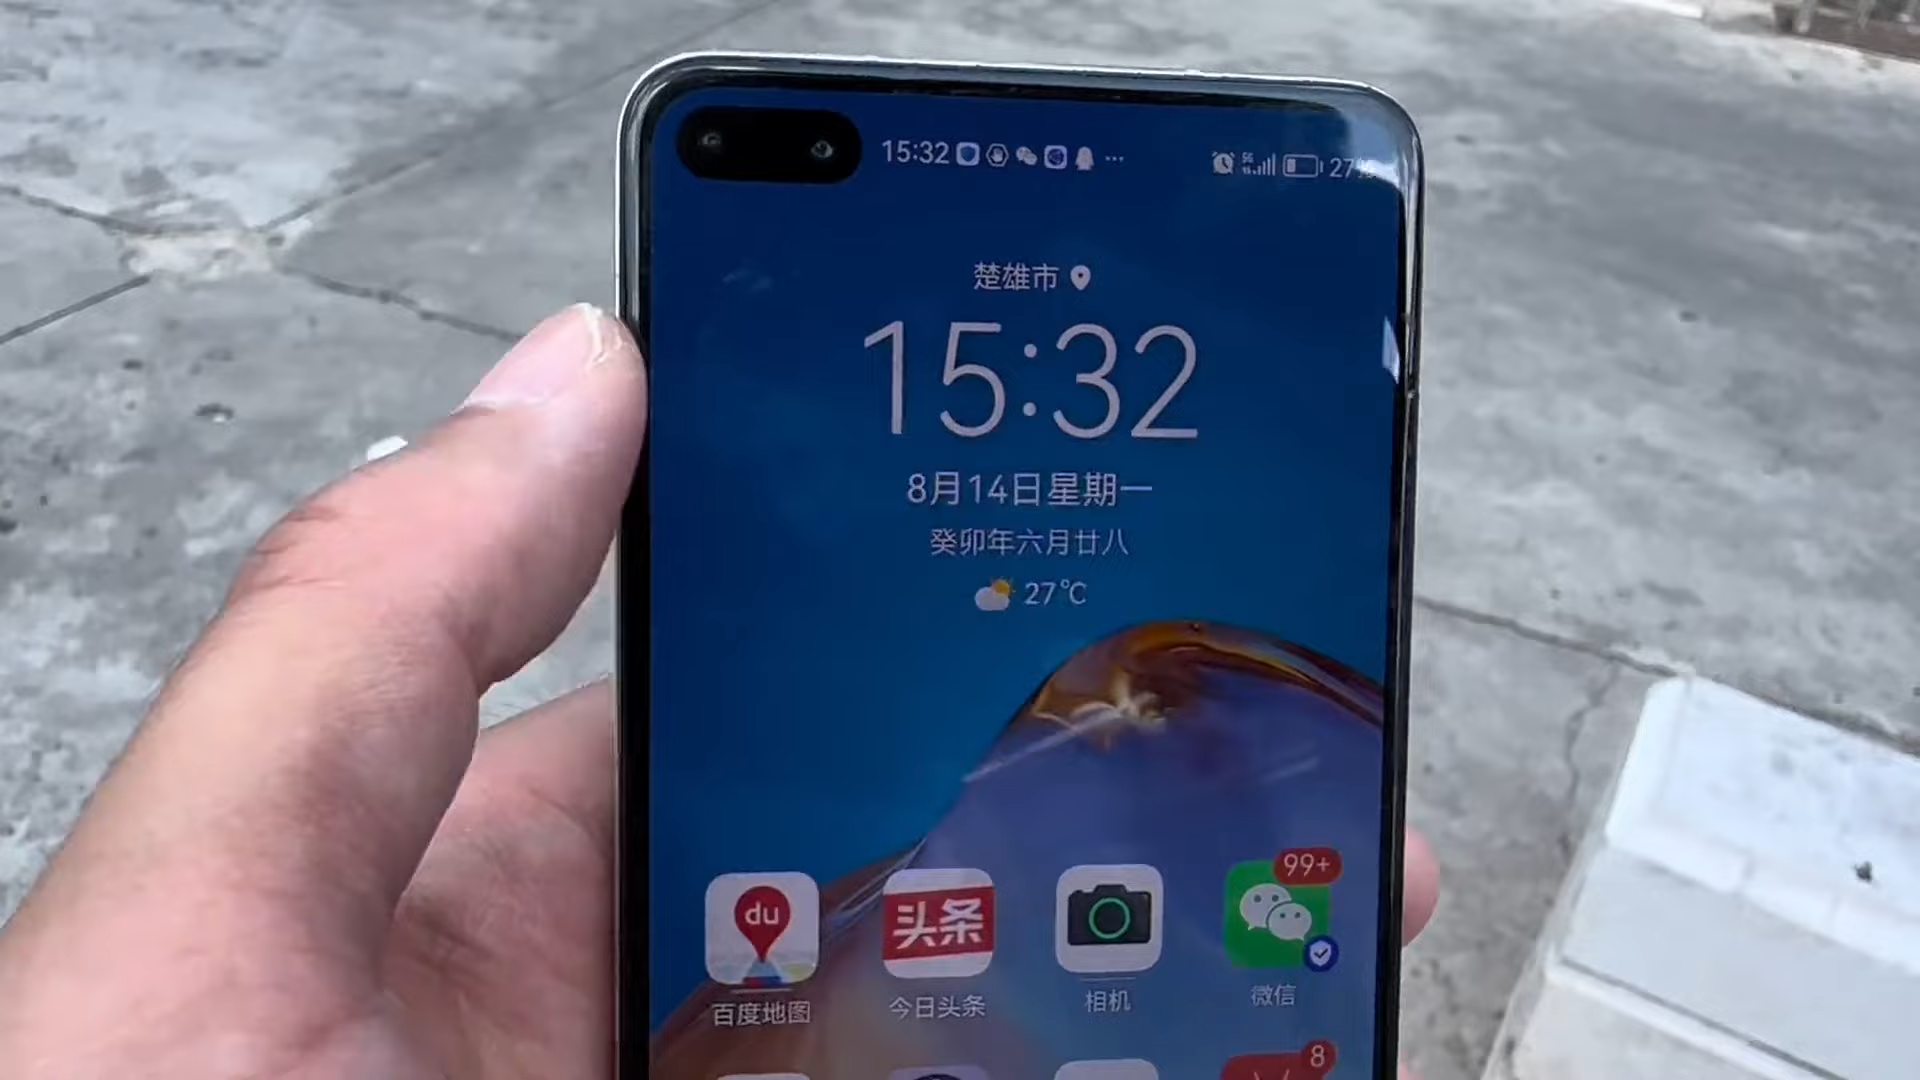 15:32
5G
27%
楚雄市
15:32
8月14日星期一
癸卯年六月廿八
27℃
99+
du
头条
百度地图
今日头条
相机
微信
8